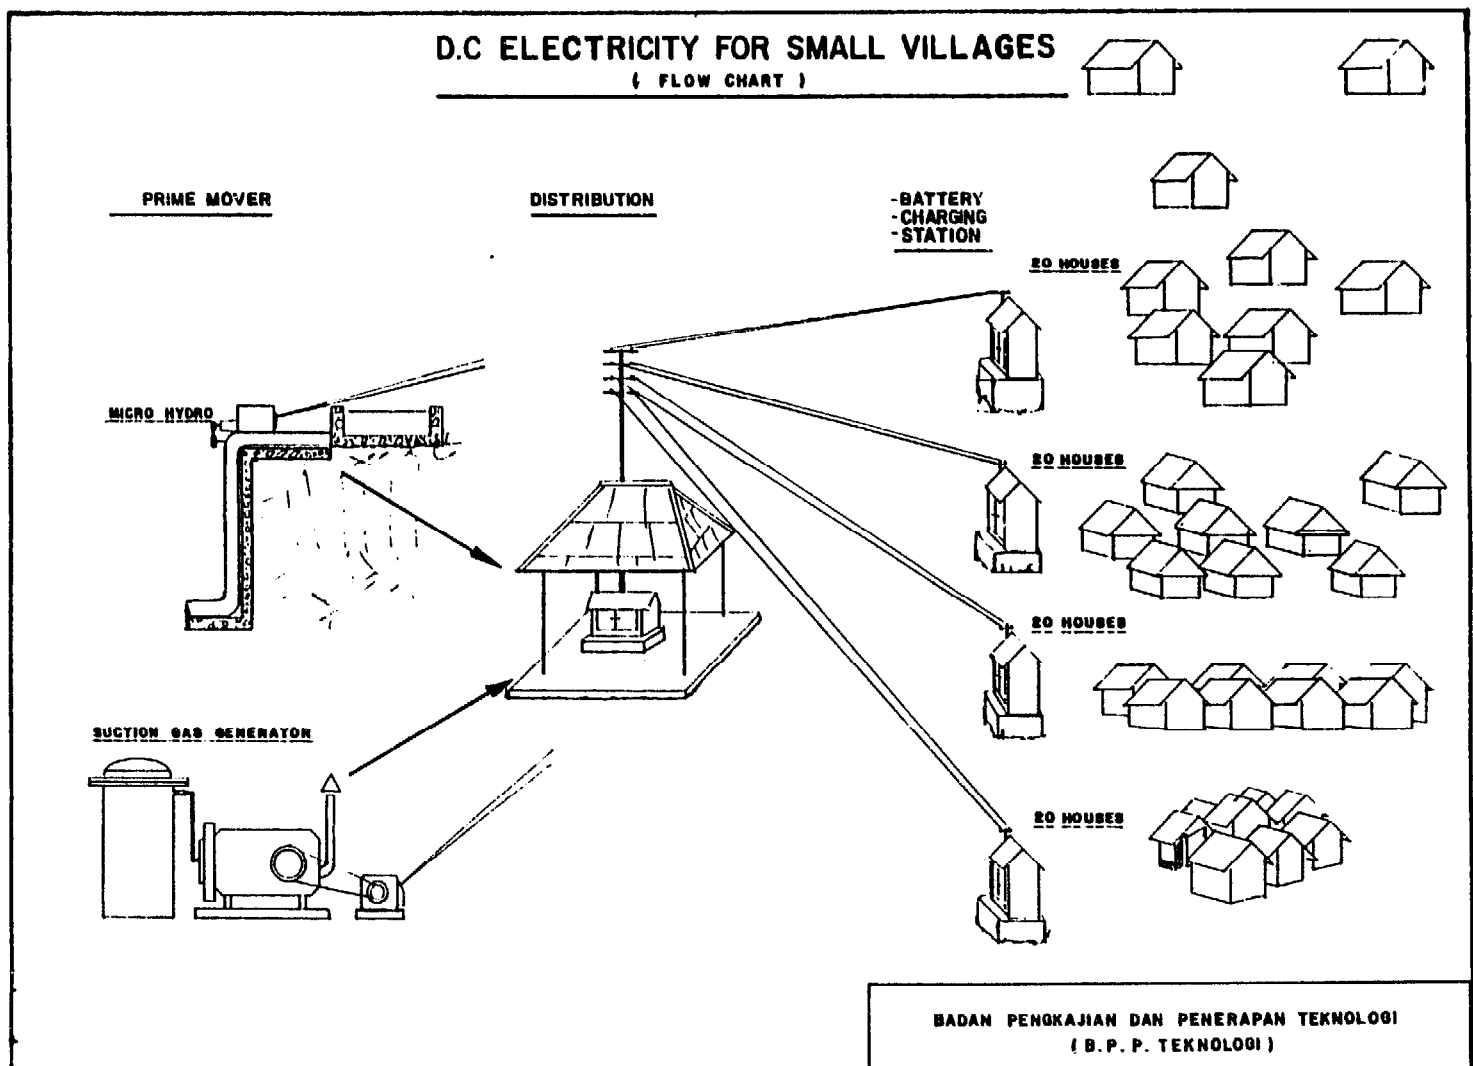 D.C ELECTRICITY FOR SMALL VILLAGES
( FLOW CHART )
PRIME MOVER
DISTRIBUTION
-BATTERY
-CHARGING
-STATION
20 HOUSES
MICRO HYDRO
20 HOUSES
20 HOUSES
SUCTION GAS GENERATOR
20 HOUSES
BADAN PENGKAJIAN DAN PENERAPAN TEKNOLOGI
( B.P.P. TEKNOLOGI )